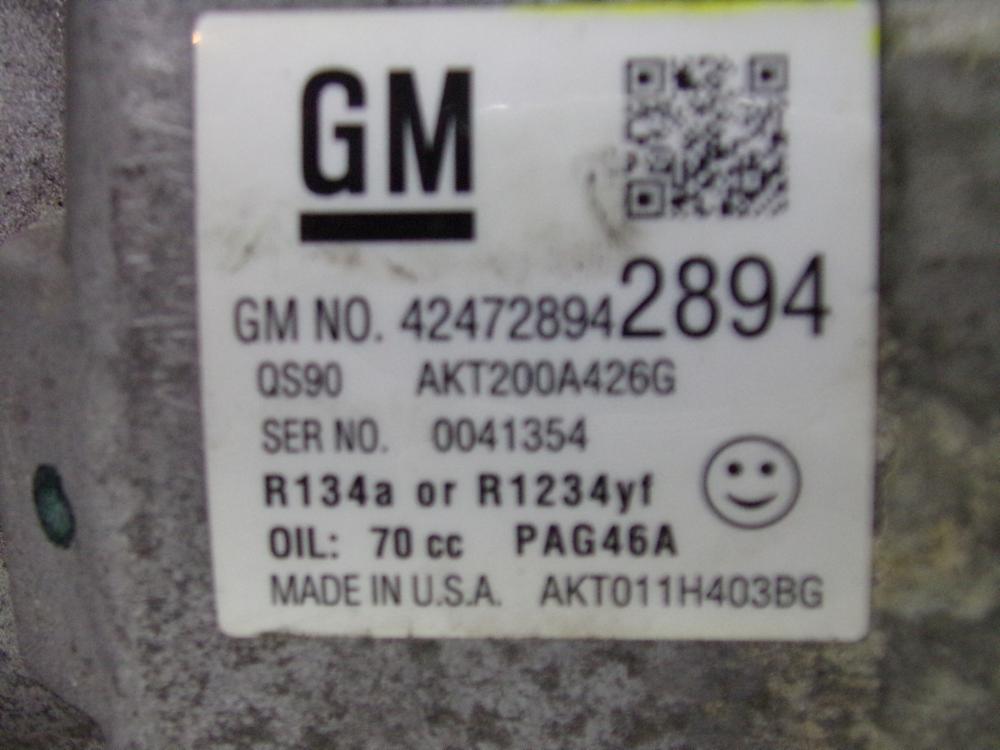 GM
GM NO. 42472894 2894
QS90 AKT200A426G
SER NO. 0041354
R134a or R1234yf
OIL: 70 cc PAG46A
MADE IN U.S.A. AKT011H403BG